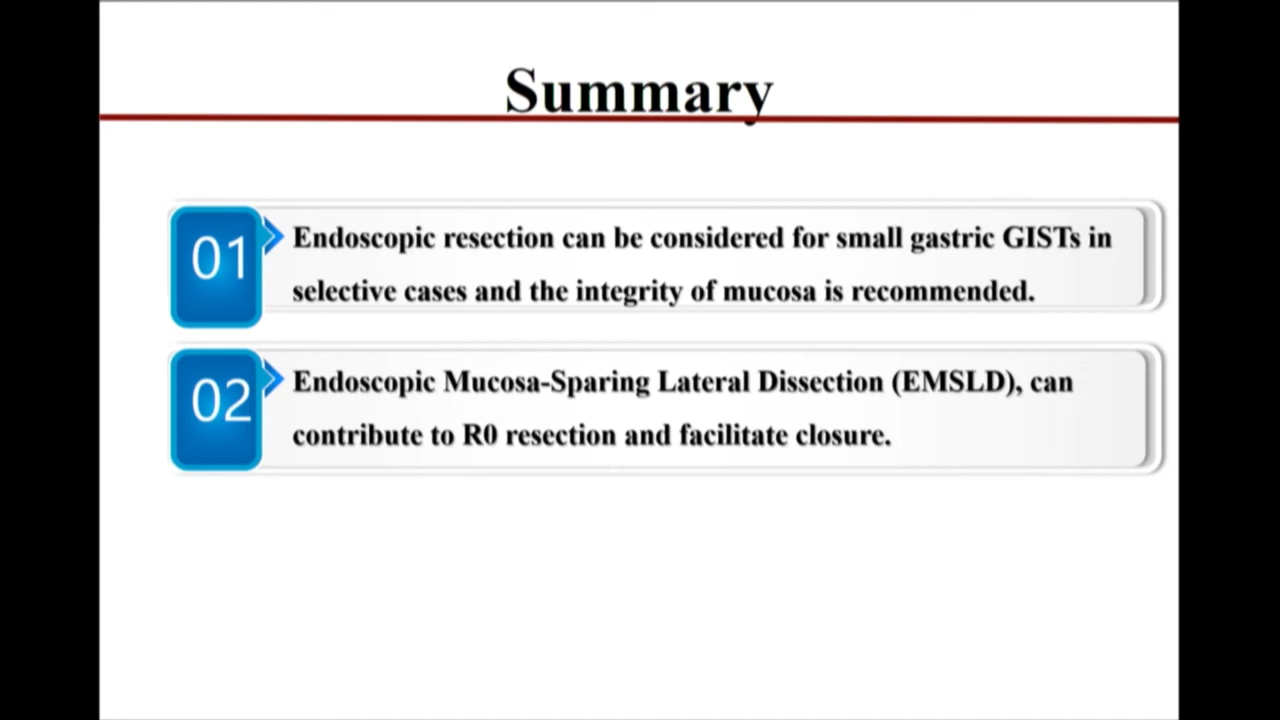 Summary
01
Endoscopic resection can be considered for small gastric GISTs in
selective cases and the integrity of mucosa is recommended.
02
Endoscopic Mucosa-Sparing Lateral Dissection (EMSLD), can
contribute to R0 resection and facilitate closure.